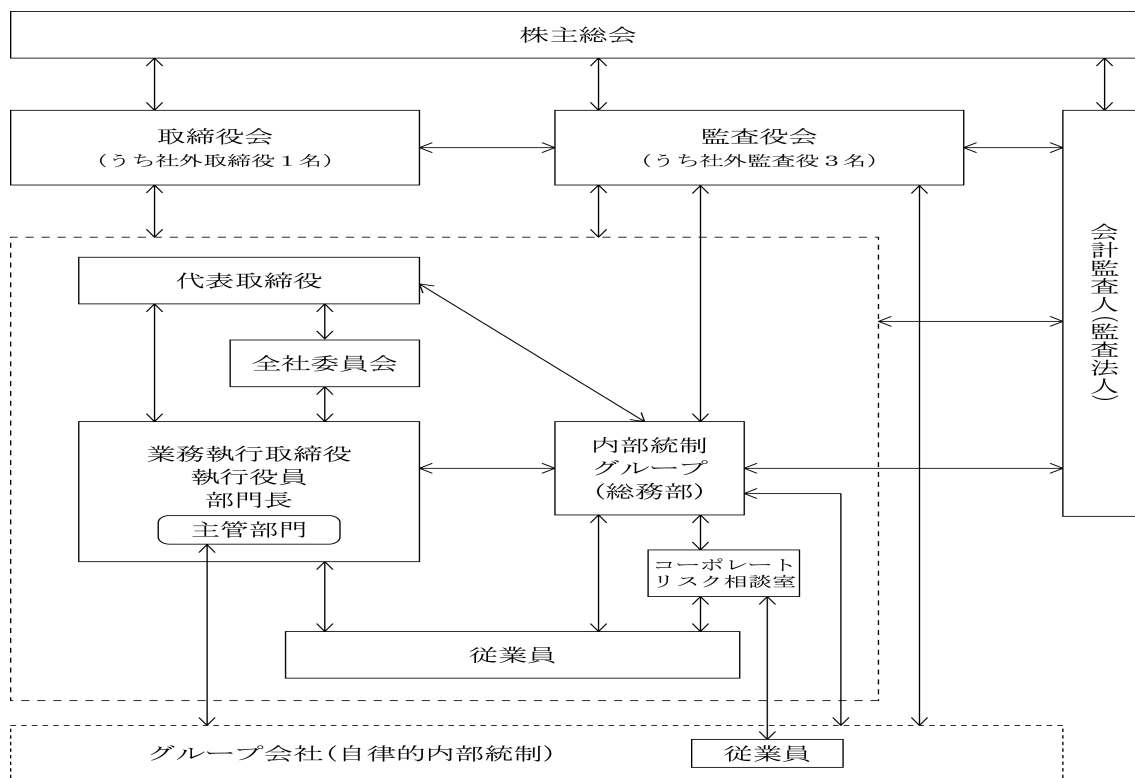 株主総会
取締役会
(うち社外取締役1名)
監査役会
(うち社外監査役3名)
会計監査人(監査法人)
代表取締役
全社委員会
業務執行取締役
執行役員
部門長
主管部門
内部統制
グループ
(総務部)
コーポレート
リスク相談室
従業員
グループ会社(自律的内部統制)
従業員